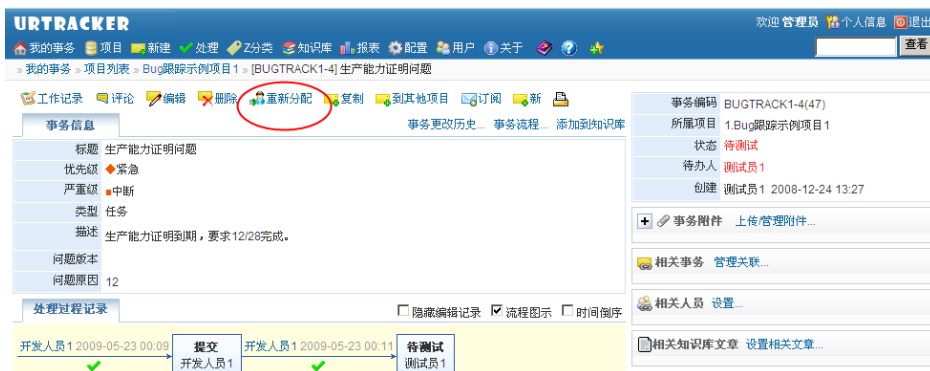 URTRACKER
欢迎 管理员 个人信息 退出
我的事务 项目 新建 处理 Z分类 知识库 报表 配置 用户 关于 查看
» 我的事务 » 项目列表 » Bug跟踪示例项目1 » [BUGTRACK1-4] 生产能力证明问题
工作记录 评论 编辑 删除 重新分配 复制 到其他项目 订阅 新
事务信息 事务更改历史... 事务流程... 添加到知识库
标题 生产能力证明问题
优先级 紧急
严重级 中断
类型 任务
描述 生产能力证明到期，要求12/28完成。
问题版本
问题原因 12
处理过程记录 隐藏编辑记录 流程图示 时间倒序
开发人员1 2009-05-23 00:09 提交 开发人员1 2009-05-23 00:11 待测试
开发人员1 测试员1
事务编码 BUGTRACK1-4(47)
所属项目 1.Bug跟踪示例项目1
状态 待测试
待办人 测试员1
创建 测试员1 2008-12-24 13:27
事务附件 上传/管理附件...
相关事务 管理关联...
相关人员 设置...
相关知识库文章 设置相关文章...